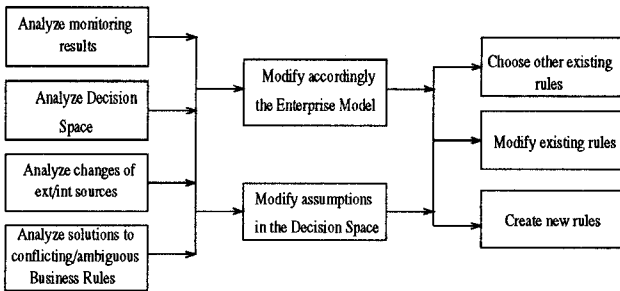 Analyze monitoring
results
Analyze Decision
Space
Analyze changes of
ext/int sources
Analyze solutions to
conflicting/ambiguous
Business Rules
Modify accordingly
the Enterprise Model
Modify assumptions
in the Decision Space
Choose other existing
rules
Modify existing rules
Create new rules